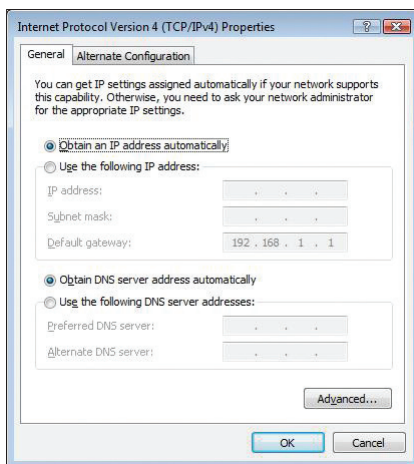 Internet Protocol Version 4 (TCP/IPv4) Properties
General
Alternate Configuration
You can get IP settings assigned automatically if your network supports
this capability. Otherwise, you need to ask your network administrator
for the appropriate IP settings.
Obtain an IP address automatically
Use the following IP address:
IP address:
Subnet mask:
Default gateway:
192 . 168 . 1 . 1
Obtain DNS server address automatically
Use the following DNS server addresses:
Preferred DNS server:
Alternate DNS server:
Advanced...
OK
Cancel